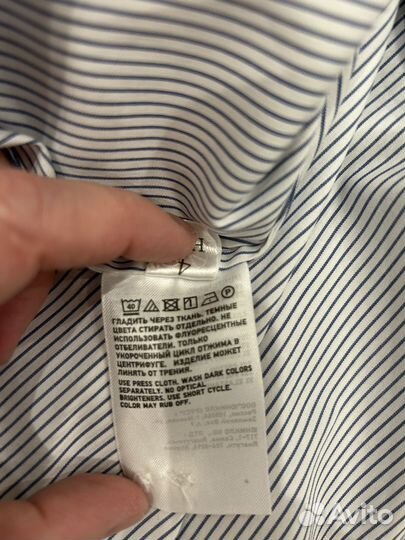 40 P
ГЛАДИТЬ ЧЕРЕЗ ТКАНЬ. ТЕМНЫЕ
ЦВЕТА СТИРАТЬ ОТДЕЛЬНО. НЕ
ИСПОЛЬЗОВАТЬ ФЛУОРЕСЦЕНТНЫЕ
ОТБЕЛИВАТЕЛИ. ТОЛЬКО
УКОРОЧЕННЫЙ ЦИКЛ ОТЖИМА В
ЦЕНТРИФУГЕ. ИЗДЕЛИЕ МОЖЕТ
ЛИНЯТЬ ОТ ТРЕНИЯ.
USE PRESS CLOTH. WASH DARK COLORS
SEPARATELY. NO OPTICAL
BRIGHTENERS. USE SHORT CYCLE.
COLOR MAY RUB OFF.
Avito